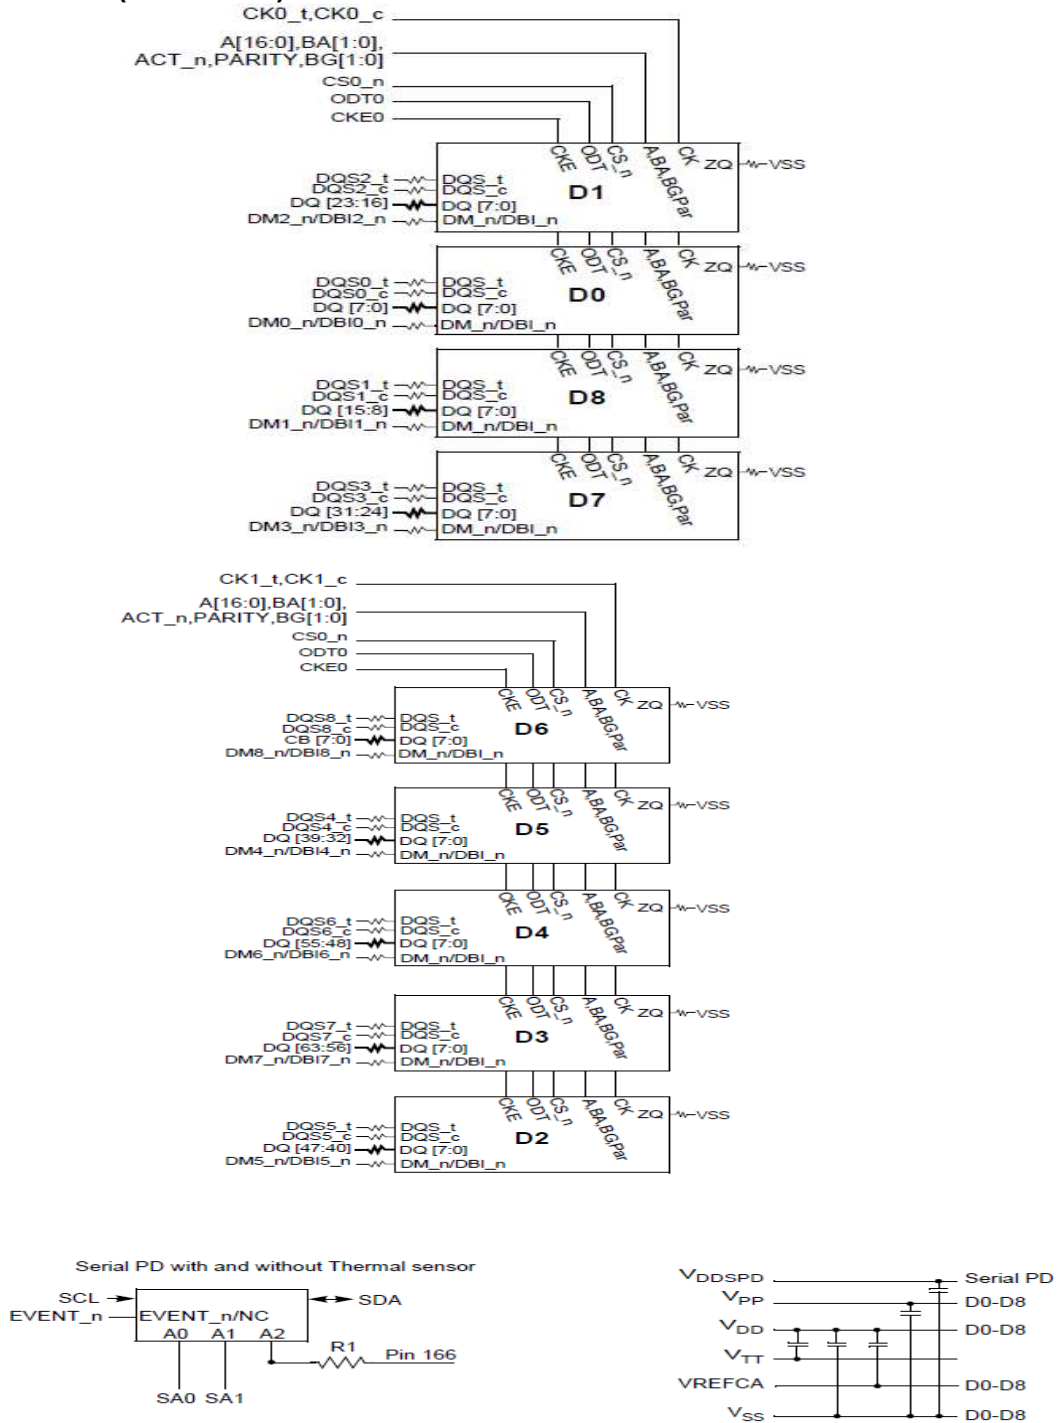 CK0_t,CK0_c
A[16:0],BA[1:0],
ACT_n,PARITY,BG[1:0]
CS0_n
ODT0
CKE0
CKE ODT CS_n A,BA,BG,Par CK ZQ VSS
DQS2_t DQS_t
DQS2_c DQS_c
D1
DQ [23:16] DQ [7:0]
DM2_n/DBI2_n DM_n/DBI_n
CKE ODT CS_n A,BA,BG,Par CK ZQ VSS
DQS0_t DQS_t
DQS0_c DQS_c
D0
DQ [7:0] DQ [7:0]
DM0_n/DBI0_n DM_n/DBI_n
CKE ODT CS_n A,BA,BG,Par CK ZQ VSS
DQS1_t DQS_t
DQS1_c DQS_c
D8
DQ [15:8] DQ [7:0]
DM1_n/DBI1_n DM_n/DBI_n
CKE ODT CS_n A,BA,BG,Par CK ZQ VSS
DQS3_t DQS_t
DQS3_c DQS_c
D7
DQ [31:24] DQ [7:0]
DM3_n/DBI3_n DM_n/DBI_n
CK1_t,CK1_c
A[16:0],BA[1:0],
ACT_n,PARITY,BG[1:0]
CS0_n
ODT0
CKE0
CKE ODT CS_n A,BA,BG,Par CK ZQ VSS
DQS8_t DQS_t
DQS8_c DQS_c
D6
CB [7:0] DQ [7:0]
DM8_n/DBI8_n DM_n/DBI_n
CKE ODT CS_n A,BA,BG,Par CK ZQ VSS
DQS4_t DQS_t
DQS4_c DQS_c
D5
DQ [39:32] DQ [7:0]
DM4_n/DBI4_n DM_n/DBI_n
CKE ODT CS_n A,BA,BG,Par CK ZQ VSS
DQS6_t DQS_t
DQS6_c DQS_c
D4
DQ [55:48] DQ [7:0]
DM6_n/DBI6_n DM_n/DBI_n
CKE ODT CS_n A,BA,BG,Par CK ZQ VSS
DQS7_t DQS_t
DQS7_c DQS_c
D3
DQ [63:56] DQ [7:0]
DM7_n/DBI7_n DM_n/DBI_n
CKE ODT CS_n A,BA,BG,Par CK ZQ VSS
DQS5_t DQS_t
DQS5_c DQS_c
D2
DQ [47:40] DQ [7:0]
DM5_n/DBI5_n DM_n/DBI_n
Serial PD with and without Thermal sensor
SCL SDA
EVENT_n EVENT_n/NC
A0 A1 A2
R1 Pin 166
SA0 SA1
VDDSPD Serial PD
VPP D0-D8
VDD D0-D8
VTT
VREFCA D0-D8
VSS D0-D8